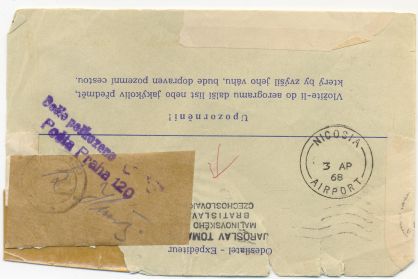 Upozornění!
Vložíte-li do aerogramu další list nebo jakýkoliv předmět,
který by zvýšil jeho váhu, bude dopraven pozemní cestou.
Došlo poškozeno
Pošta Praha 120
NICOSIA
3 AP
68
AIRPORT
Odesílatel - Expéditeur
JAROSLAV TOMA
MALINOVSKÉHO
BRATISLAV
CZECHOSLOVAK